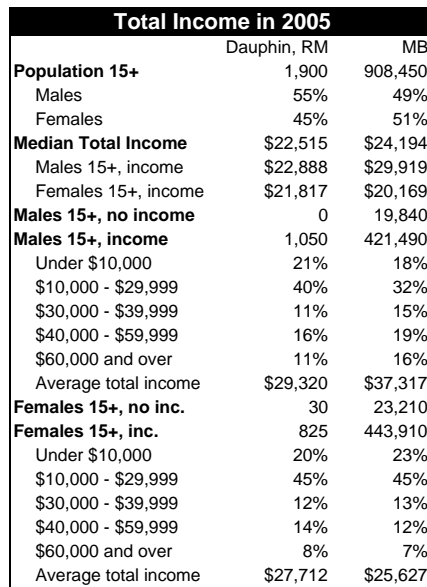 Total Income in 2005
Dauphin, RM MB
Population 15+ 1,900 908,450
Males 55% 49%
Females 45% 51%
Median Total Income $22,515 $24,194
Males 15+, income $22,888 $29,919
Females 15+, income $21,817 $20,169
Males 15+, no income 0 19,840
Males 15+, income 1,050 421,490
Under $10,000 21% 18%
$10,000 - $29,999 40% 32%
$30,000 - $39,999 11% 15%
$40,000 - $59,999 16% 19%
$60,000 and over 11% 16%
Average total income $29,320 $37,317
Females 15+, no inc. 30 23,210
Females 15+, inc. 825 443,910
Under $10,000 20% 23%
$10,000 - $29,999 45% 45%
$30,000 - $39,999 12% 13%
$40,000 - $59,999 14% 12%
$60,000 and over 8% 7%
Average total income $27,712 $25,627